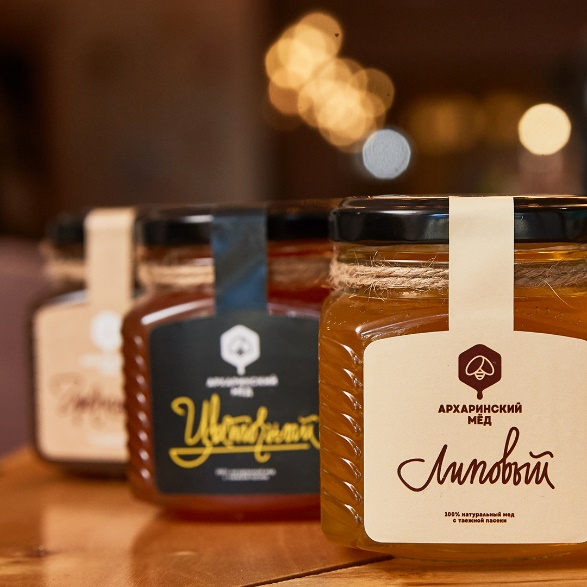 АРХАРИНСКИЙ
МЁД
Цветочный
АРХАРИНСКИЙ
МЁД
Липовый
100% натуральный мед
с таежной пасеки